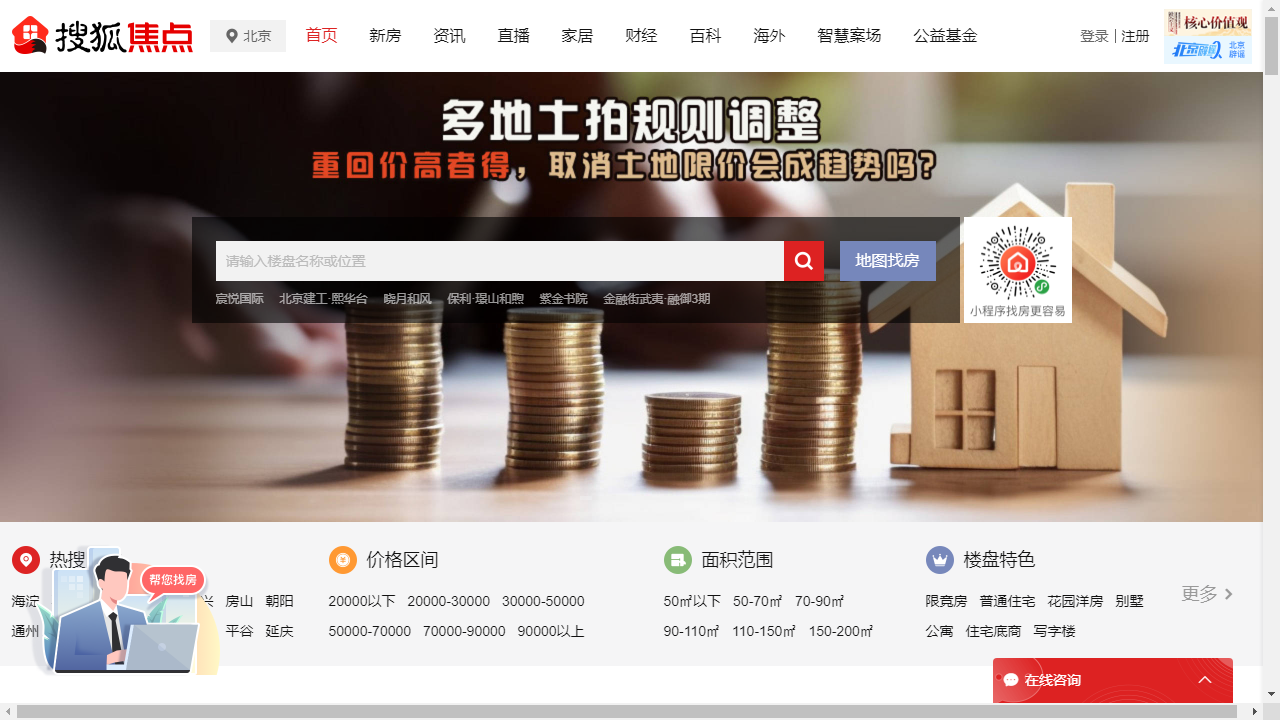 搜狐焦点 北京 首页 新房 资讯 直播 家居 财经 百科 海外 智慧案场 公益基金 登录 | 注册
核心价值观
北京辟谣
多地土拍规则调整
重回价高者得，取消土地限价会成趋势吗？
请输入楼盘名称或位置 地图找房
宸悦国际 北京建工·熙华台 晓月和风 保利·璟山和煦 紫金书院 金融街武夷·融御3期
小程序找房更容易
热搜 价格区间 面积范围 楼盘特色
帮您找房
海淀 兴 房山 朝阳 20000以下 20000-30000 30000-50000 50㎡以下 50-70㎡ 70-90㎡ 限竞房 普通住宅 花园洋房 别墅 更多
通州 平谷 延庆 50000-70000 70000-90000 90000以上 90-110㎡ 110-150㎡ 150-200㎡ 公寓 住宅底商 写字楼
在线咨询